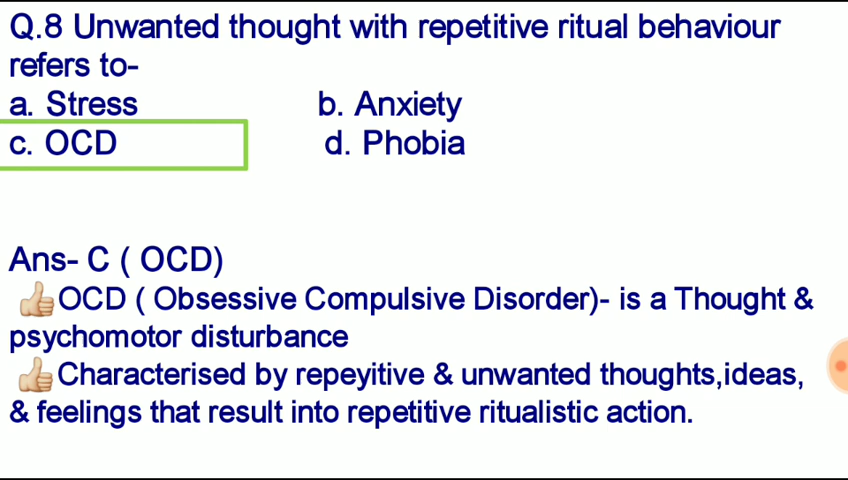 Q.8 Unwanted thought with repetitive ritual behaviour
refers to-
a. Stress b. Anxiety
c. OCD d. Phobia
Ans- C ( OCD)
👍OCD ( Obsessive Compulsive Disorder)- is a Thought &
psychomotor disturbance
👍Characterised by repeyitive & unwanted thoughts,ideas,
& feelings that result into repetitive ritualistic action.